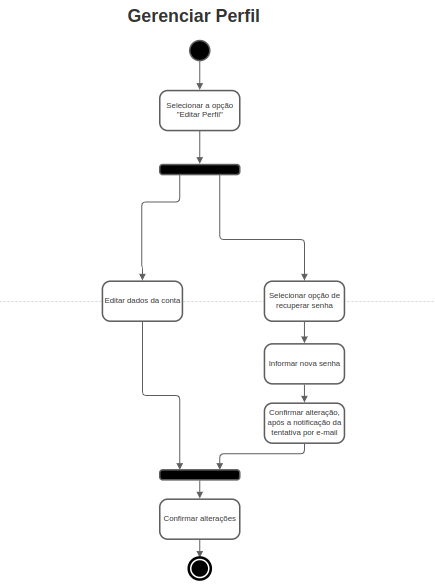 Gerenciar Perfil
Selecionar a opção
"Editar Perfil"
Editar dados da conta
Selecionar opção de
recuperar senha
Informar nova senha
Confirmar alteração,
após a notificação da
tentativa por e-mail
Confirmar alterações